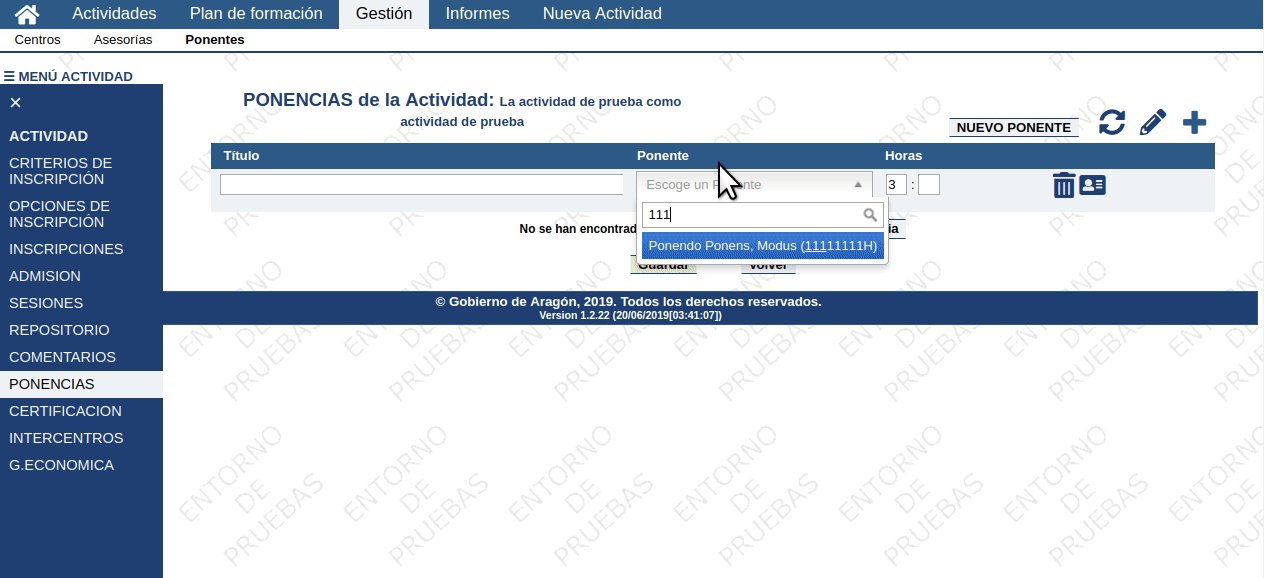 Actividades Plan de formación Gestión Informes Nueva Actividad
Centros Asesorías Ponentes
☰ MENÚ ACTIVIDAD
×
ACTIVIDAD
CRITERIOS DE
INSCRIPCIÓN
OPCIONES DE
INSCRIPCIÓN
INSCRIPCIONES
ADMISION
SESIONES
REPOSITORIO
COMENTARIOS
PONENCIAS
CERTIFICACION
INTERCENTROS
G.ECONOMICA
PONENCIAS de la Actividad: La actividad de prueba como
actividad de prueba
NUEVO PONENTE
Título Ponente Horas
Escoge un Ponente 3 :
111
Ponendo Ponens, Modus (11111111H)
No se han encontrad
ia
Guardar Volver
© Gobierno de Aragón, 2019. Todos los derechos reservados.
Version 1.2.22 (20/06/2019[03:41:07])
ENTORNO
DE
PRUEBAS